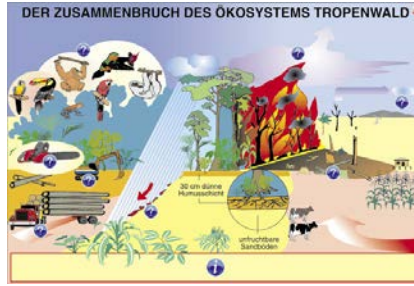 DER ZUSAMMENBRUCH DES ÖKOSYSTEMS TROPENWALD
30 cm dünne
Humusschicht
unfruchtbare
Sandböden